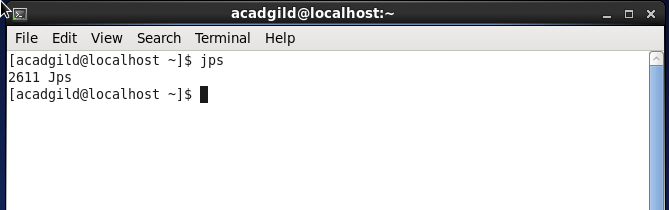 acadgild@localhost:~
File Edit View Search Terminal Help
[acadgild@localhost ~]$ jps
2611 Jps
[acadgild@localhost ~]$